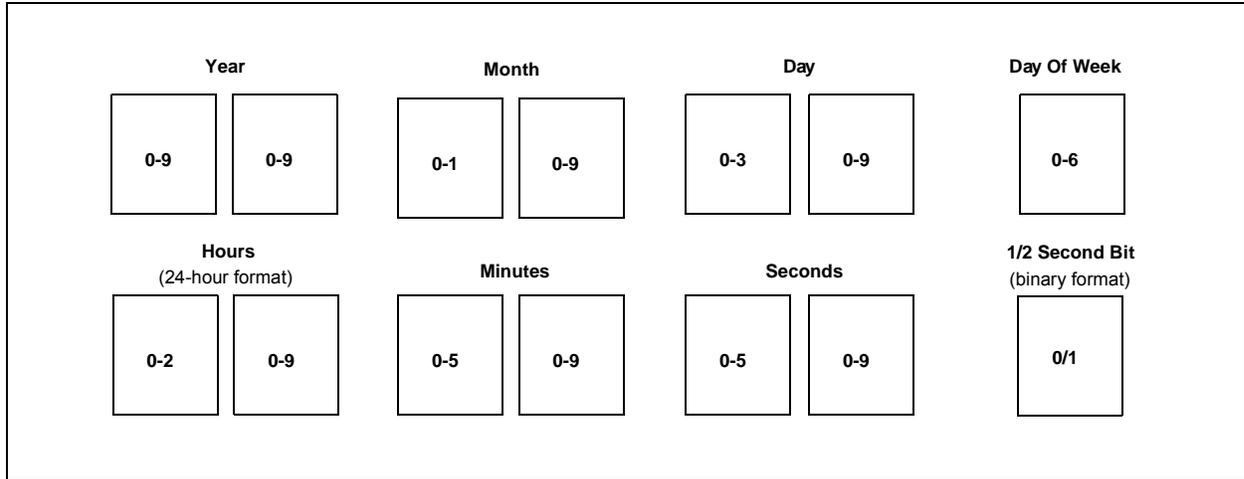 Year
Month
Day
Day Of Week
0-9
0-9
0-1
0-9
0-3
0-9
0-6
Hours
(24-hour format)
Minutes
Seconds
1/2 Second Bit
(binary format)
0-2
0-9
0-5
0-9
0-5
0-9
0/1